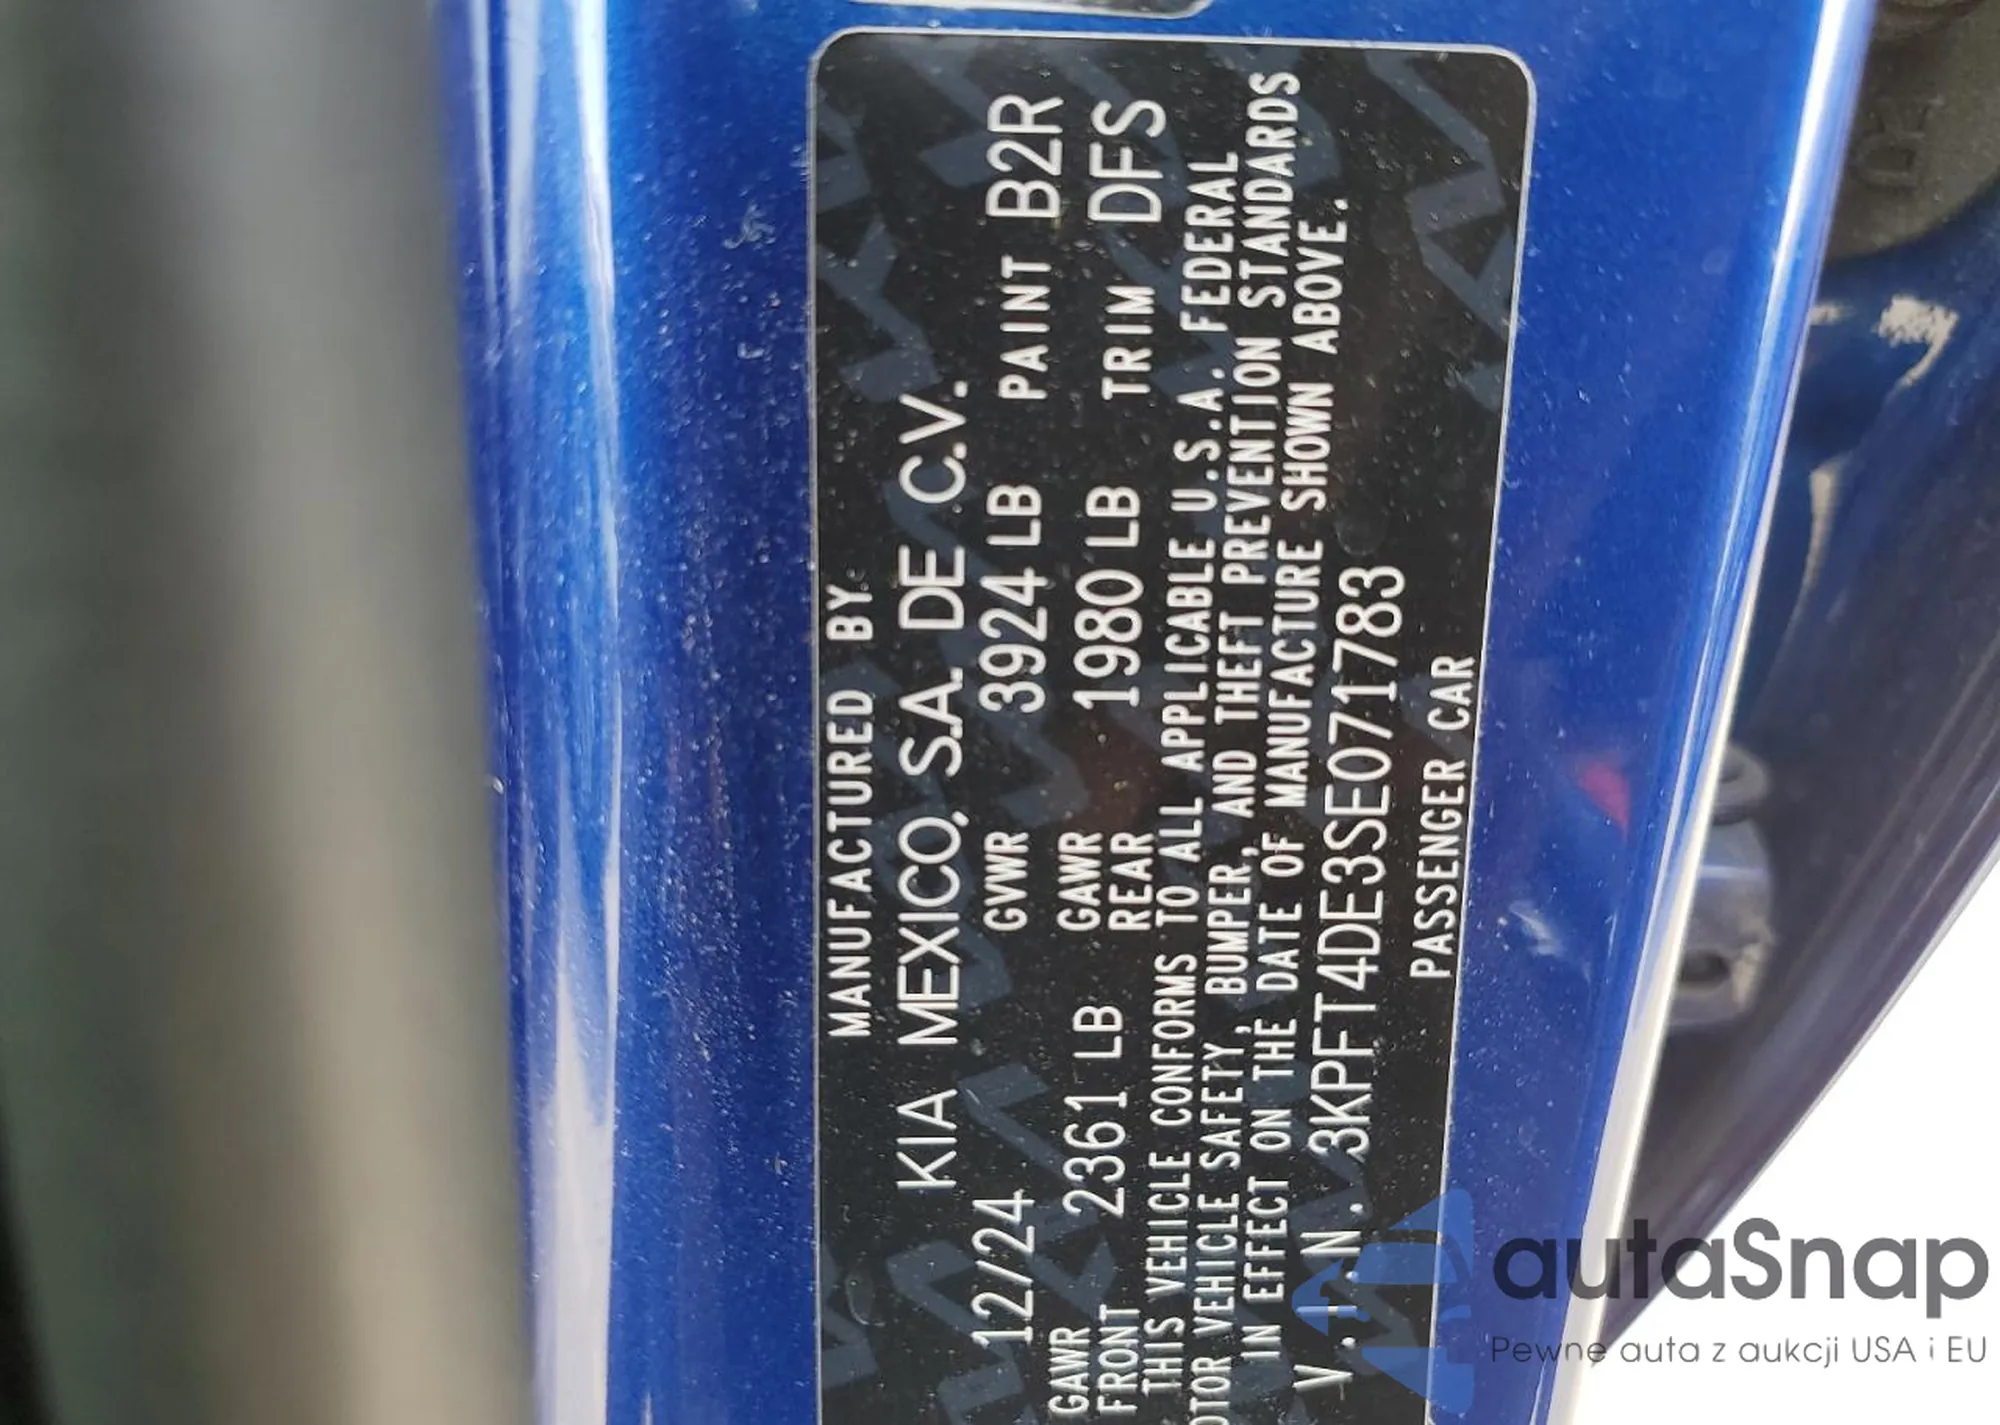 MANUFACTURED BY
KIA MEXICO, S.A. DE C.V.
12/24 GVWR 3924 LB PAINT B2R
GAWR FRONT 2361 LB GAWR REAR 1980 LB TRIM DFS
THIS VEHICLE CONFORMS TO ALL APPLICABLE U.S.A. FEDERAL
OTOR VEHICLE SAFETY, BUMPER, AND THEFT PREVENTION STANDARDS
IN EFFECT ON THE DATE OF MANUFACTURE SHOWN ABOVE.
V.I.N. 3KPFT4DE3SE071783
PASSENGER CAR
autaSnap
Pewne auta z aukcji USA i EU